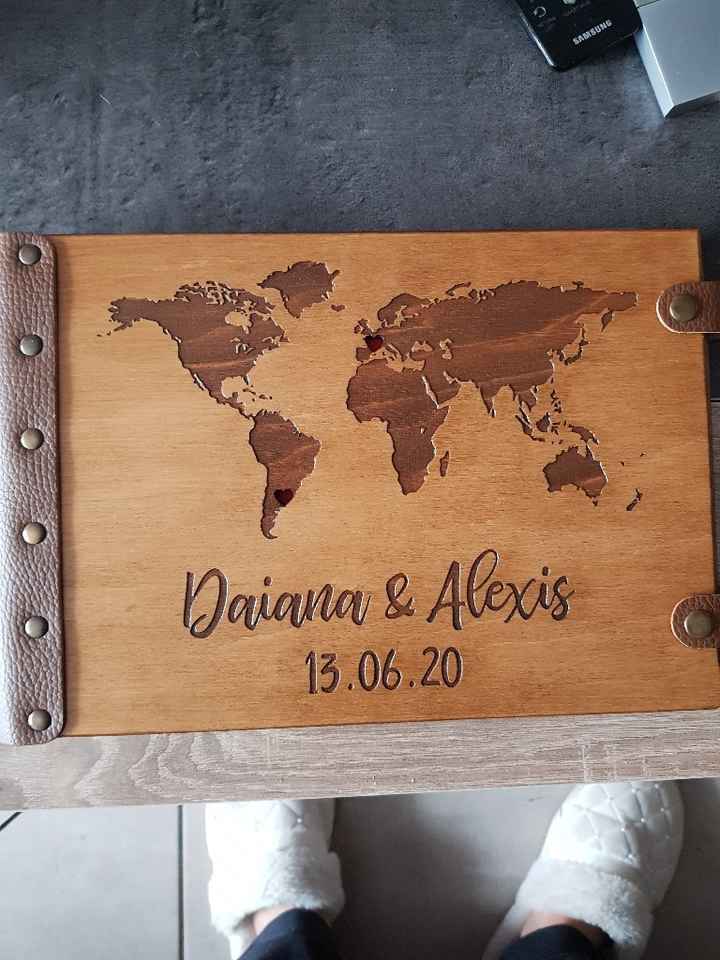 SAMSUNG
Daiana & Alexis
13.06.20